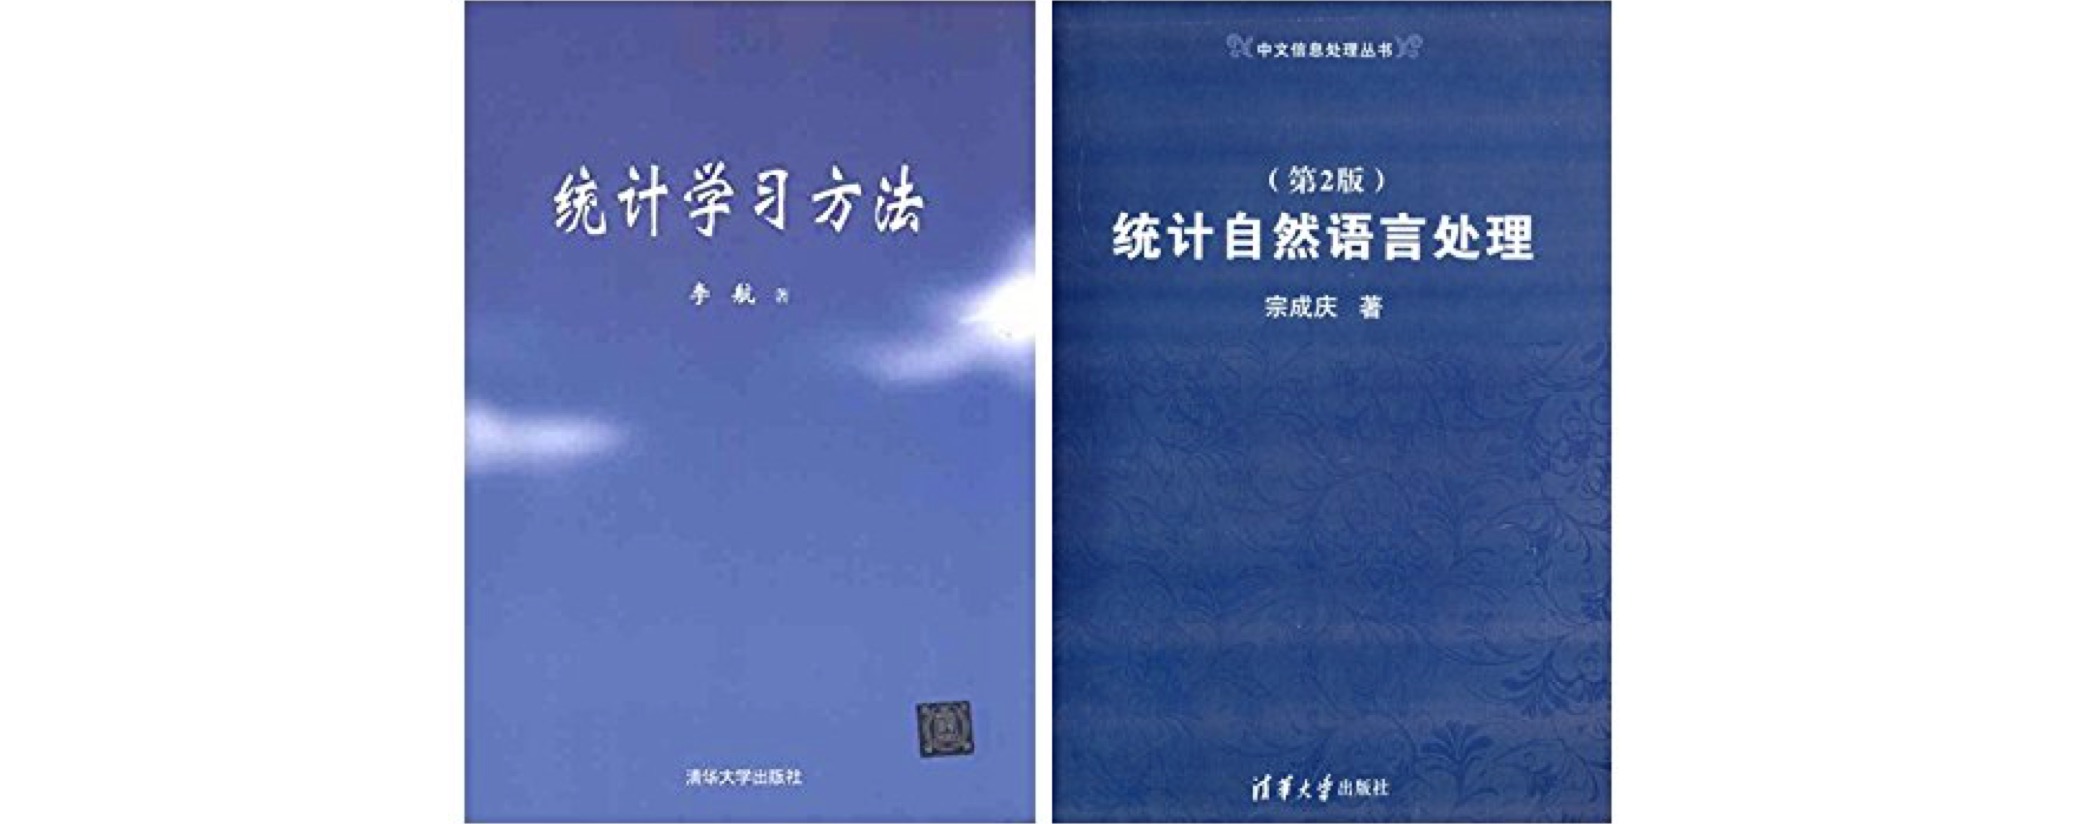 统计学习方法
李航 著
清华大学出版社
中文信息处理丛书
（第2版）
统计自然语言处理
宗成庆 著
清华大学出版社